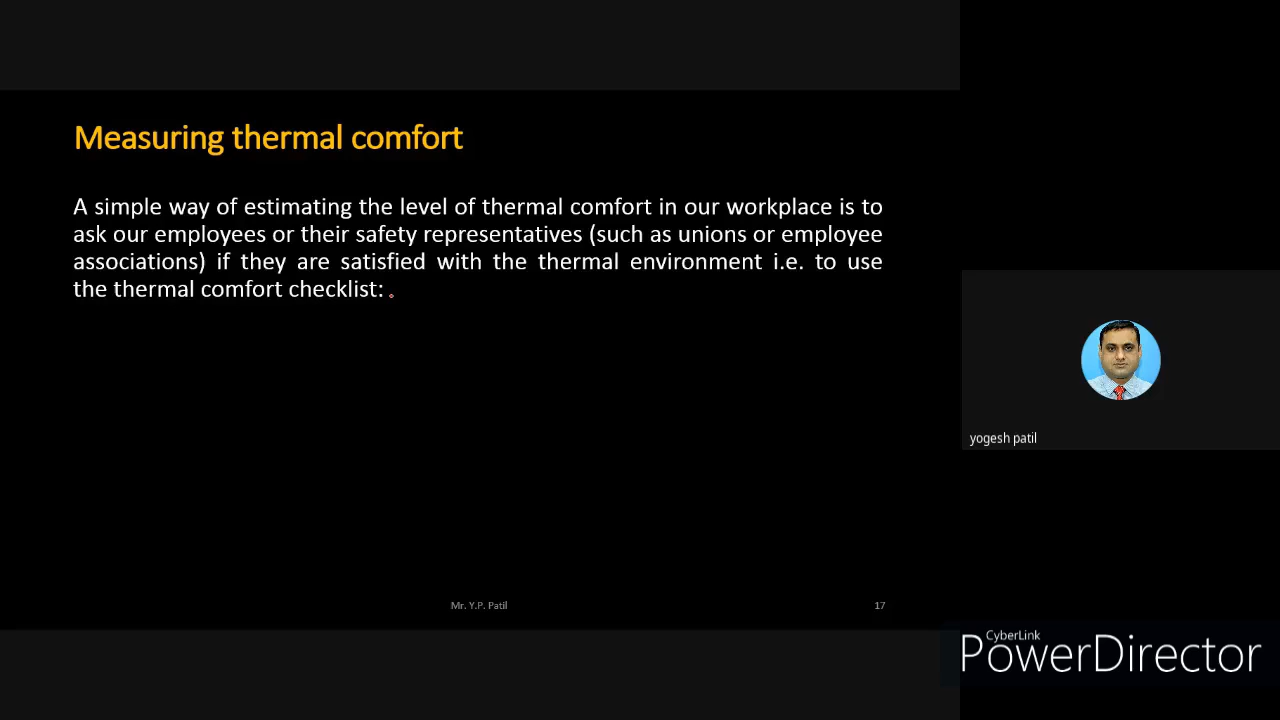 Measuring thermal comfort
A simple way of estimating the level of thermal comfort in our workplace is to
ask our employees or their safety representatives (such as unions or employee
associations) if they are satisfied with the thermal environment i.e. to use
the thermal comfort checklist:
yogesh patil
Mr. Y.P. Patil
17
CyberLink
PowerDirector